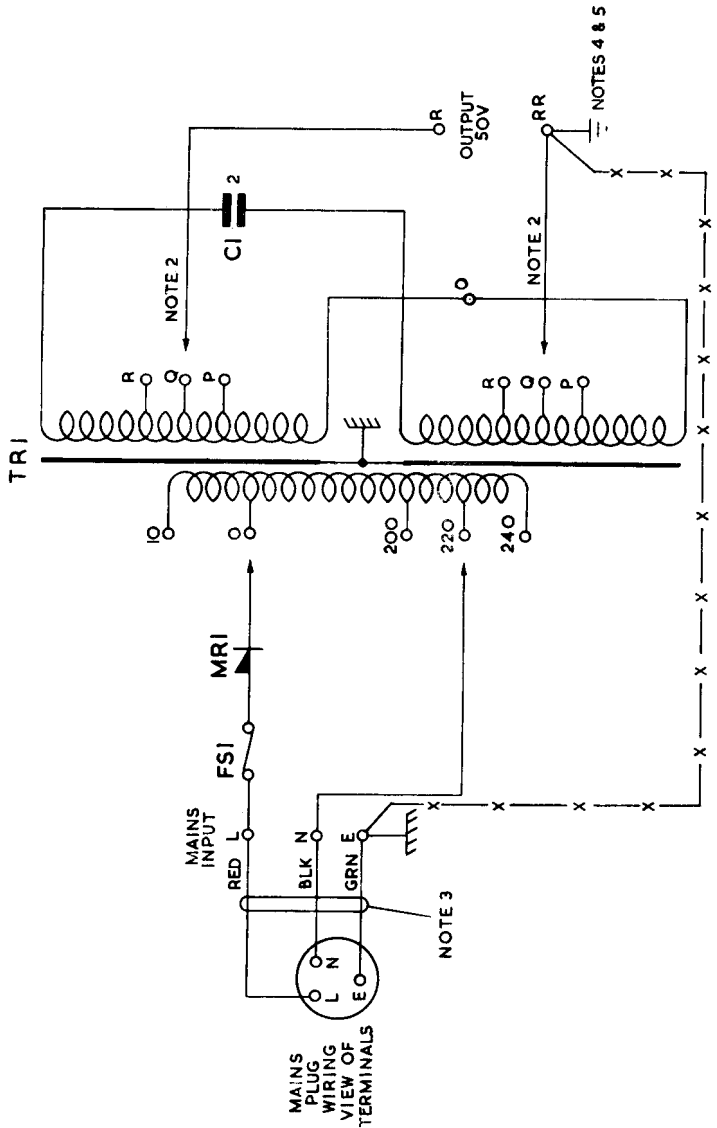 TR1
10
0
200
220
240
R
Q
P
R
Q
P
O
C1
2
NOTE 2
NOTE 2
R
OUTPUT
50V
RR
NOTES 4 & 5
MR1
FS1
MAINS
INPUT
L
N
E
RED
BLK
GRN
NOTE 3
L
N
E
MAINS
PLUG
WIRING
VIEW OF
TERMINALS
X X X X X X X X X X X X X